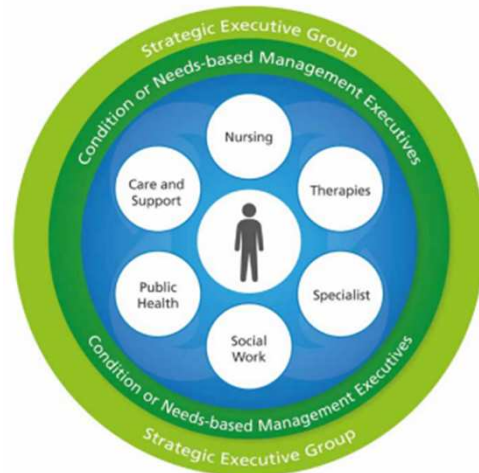 Strategic Executive Group
Condition or Needs-based Management Executives
Nursing
Care and
Support
Therapies
Public
Health
Specialist
Social
Work
Condition or Needs-based Management Executives
Strategic Executive Group